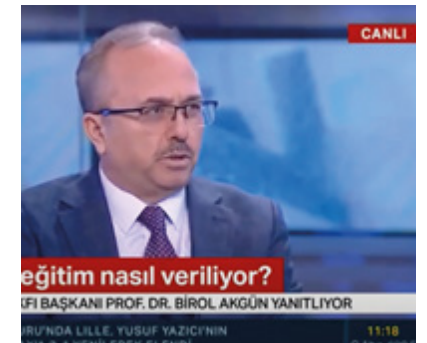 CANLI
eğitim nasıl veriliyor?
KFI BAŞKANI PROF. DR. BİROL AKGÜN YANITLIYOR
URU'NDA LILLE, YUSUF YAZICI'NIN
11:18